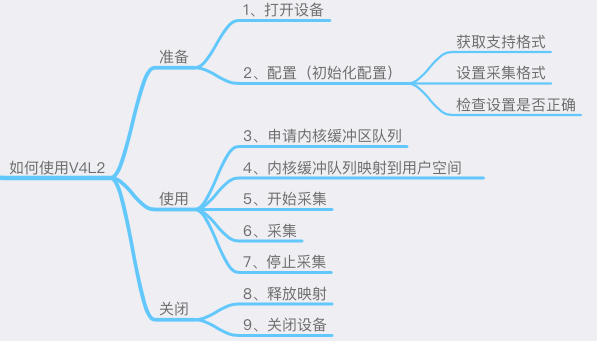 如何使用V4L2
准备
1、打开设备
2、配置（初始化配置）
获取支持格式
设置采集格式
检查设置是否正确
使用
3、申请内核缓冲区队列
4、内核缓冲队列映射到用户空间
5、开始采集
6、采集
7、停止采集
关闭
8、释放映射
9、关闭设备